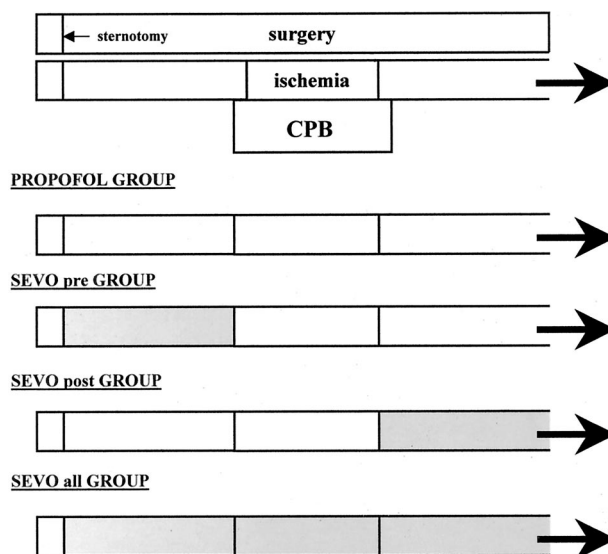 sternotomy surgery
ischemia
CPB
PROPOFOL GROUP
SEVO pre GROUP
SEVO post GROUP
SEVO all GROUP